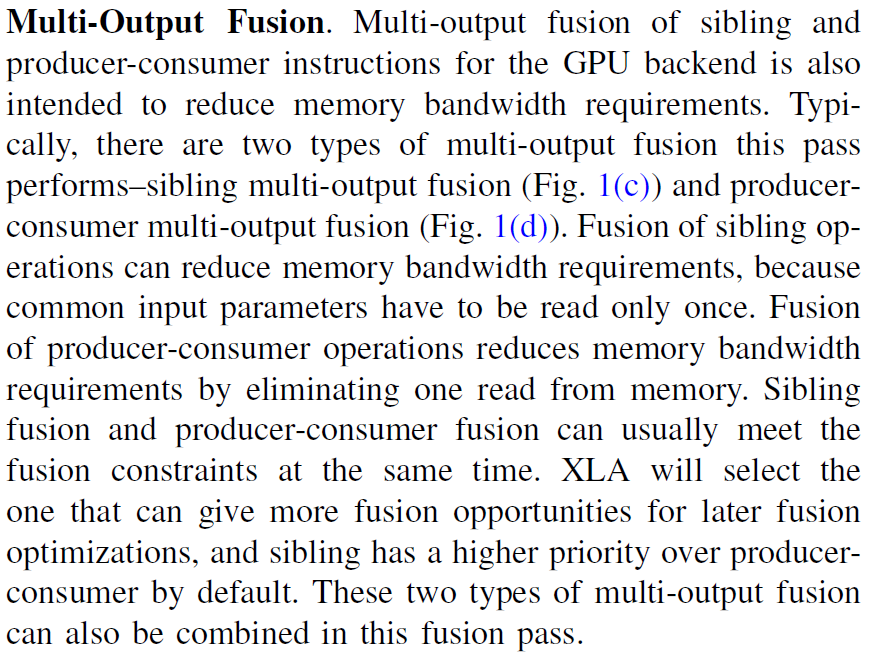 Multi-Output Fusion. Multi-output fusion of sibling and
producer-consumer instructions for the GPU backend is also
intended to reduce memory bandwidth requirements. Typi-
cally, there are two types of multi-output fusion this pass
performs–sibling multi-output fusion (Fig. 1(c)) and producer-
consumer multi-output fusion (Fig. 1(d)). Fusion of sibling op-
erations can reduce memory bandwidth requirements, because
common input parameters have to be read only once. Fusion
of producer-consumer operations reduces memory bandwidth
requirements by eliminating one read from memory. Sibling
fusion and producer-consumer fusion can usually meet the
fusion constraints at the same time. XLA will select the
one that can give more fusion opportunities for later fusion
optimizations, and sibling has a higher priority over producer-
consumer by default. These two types of multi-output fusion
can also be combined in this fusion pass.